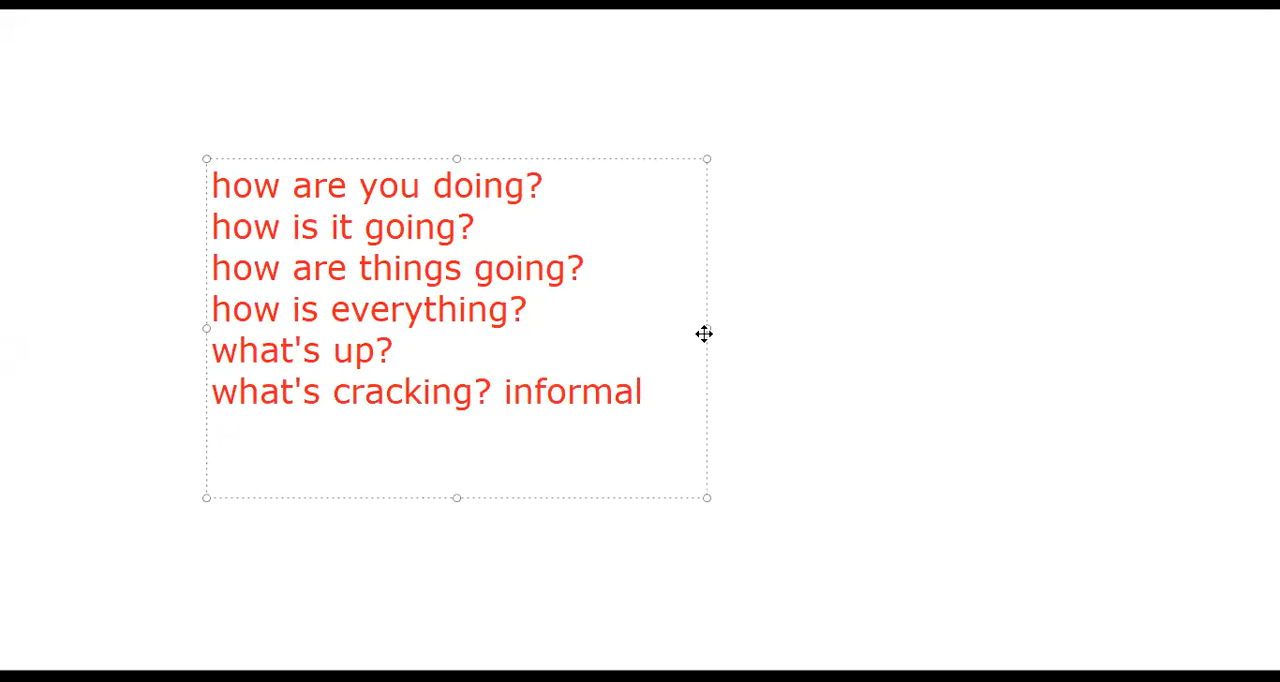 how are you doing?
how is it going?
how are things going?
how is everything?
what's up?
what's cracking? informal